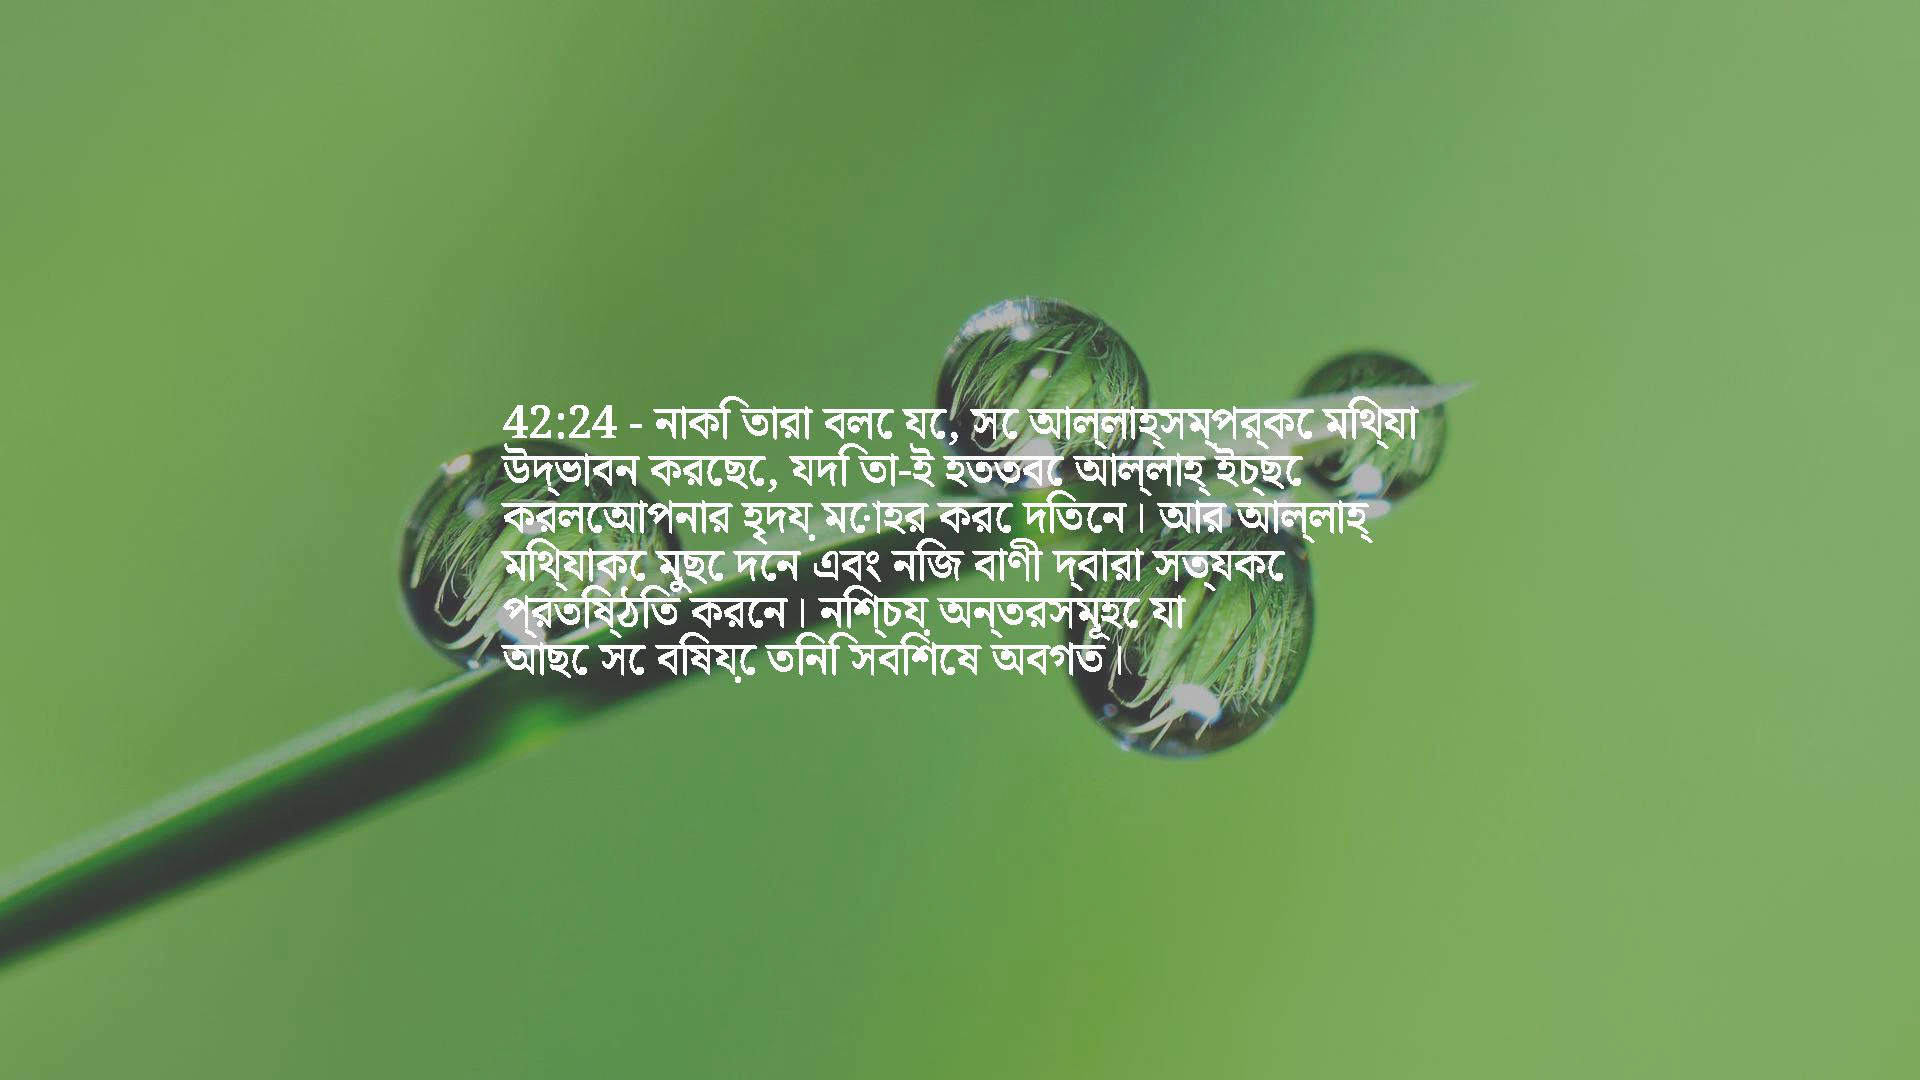 42:24 - নাকি তারা বলে যে, সে আল্লাহ্সম্পর্কে মিথ্যা
উদ্ভাবন করেছে, যদি তা-ই হততবে আল্লাহ্ ইচ্ছে
করলেআপনার হৃদয় মোহর করে দিতেন। আর আল্লাহ্
মিথ্যাকে মুছে দেন এবং নিজ বাণী দ্বারা সত্যকে
প্রতিষ্ঠিত করেন। নিশ্চয় অন্তরসমূহে যা
আছে সে বিষয়ে তিনি সবিশেষ অবগত।